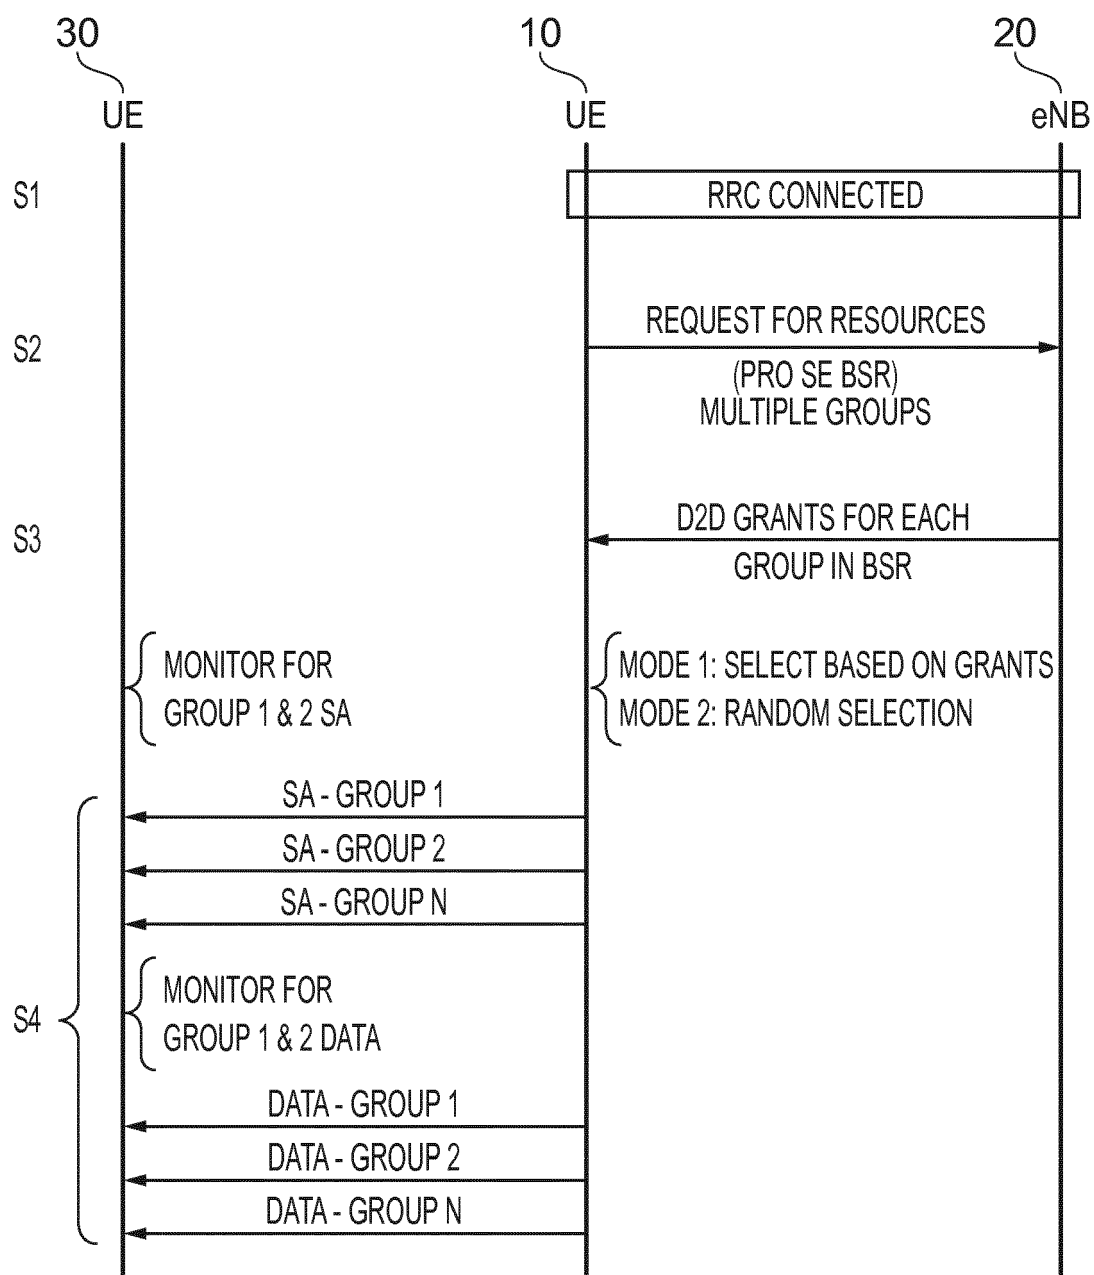 30 10 20
UE UE eNB
S1 RRC CONNECTED
REQUEST FOR RESOURCES
S2
(PRO SE BSR)
MULTIPLE GROUPS
D2D GRANTS FOR EACH
S3
GROUP IN BSR
MONITOR FOR
GROUP 1 & 2 SA
MODE 1: SELECT BASED ON GRANTS
MODE 2: RANDOM SELECTION
SA - GROUP 1
SA - GROUP 2
SA - GROUP N
S4
MONITOR FOR
GROUP 1 & 2 DATA
DATA - GROUP 1
DATA - GROUP 2
DATA - GROUP N